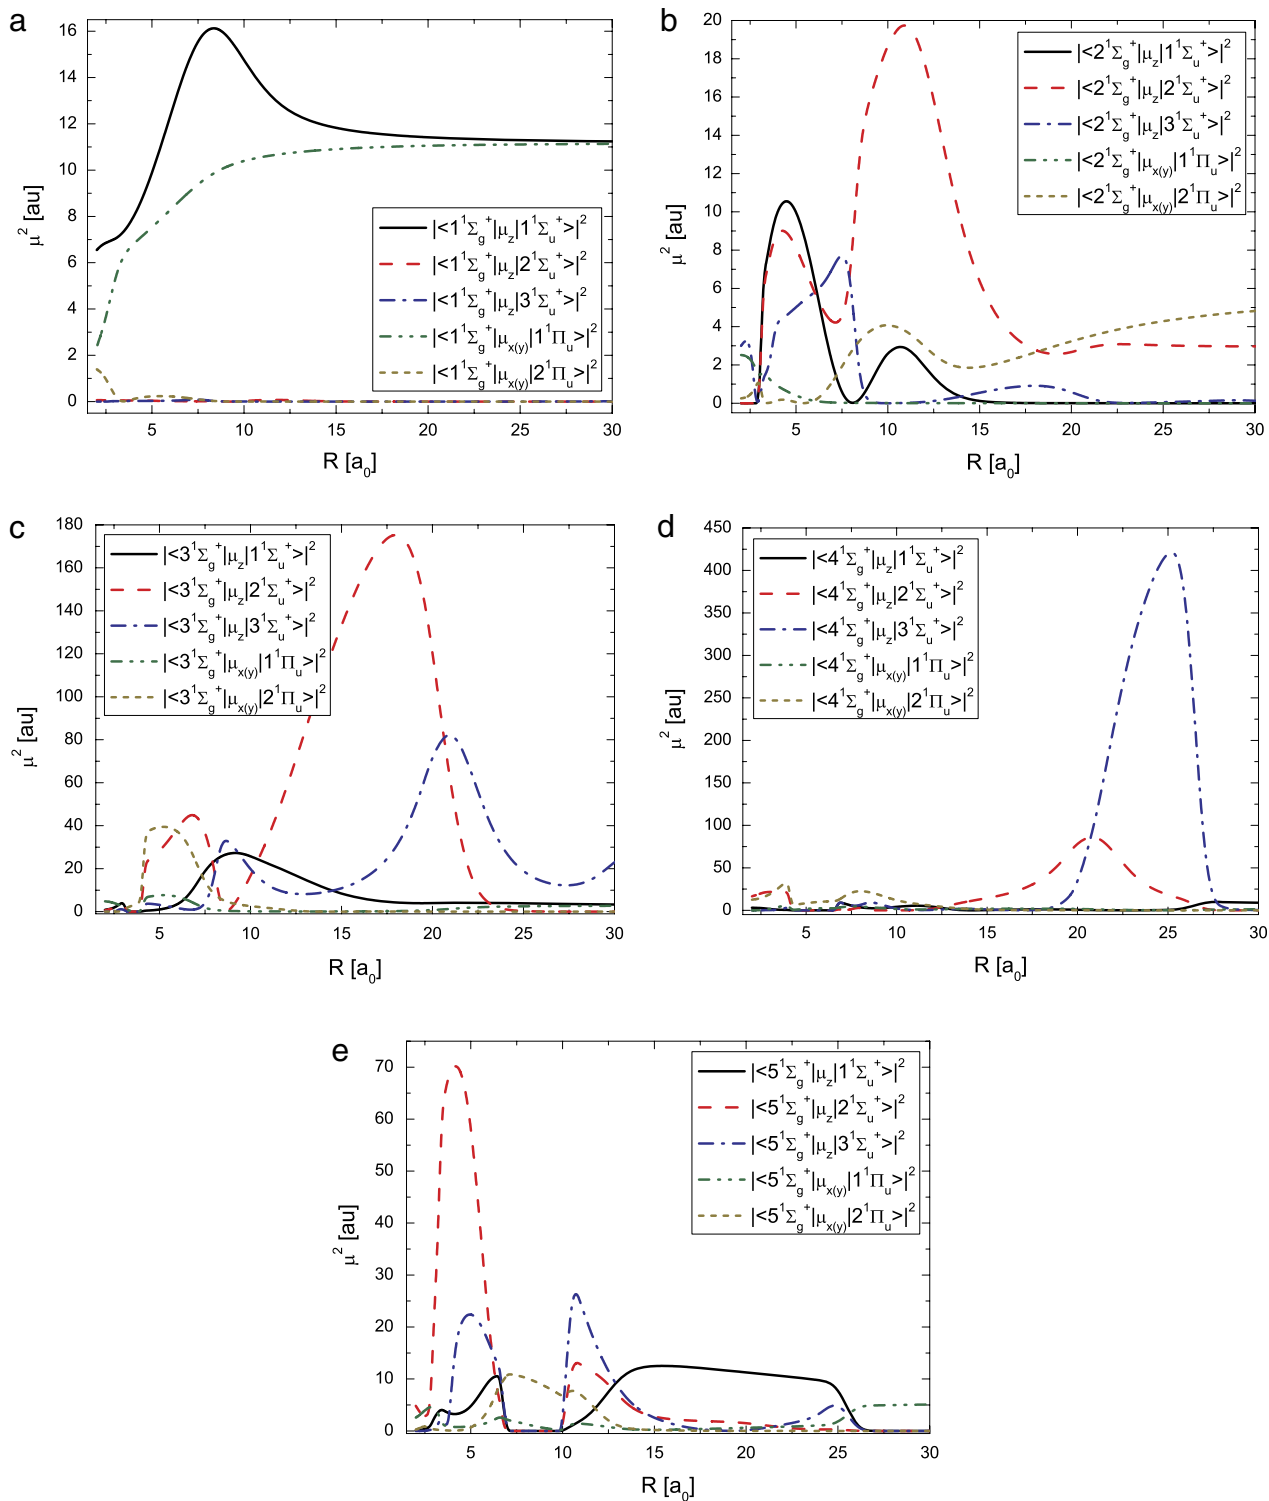 a
16
14
12
10
8
6
4
2
0
5 10 15 20 25 30
μ² [au]
R [a₀]
|<1¹Σg⁺|μz|1¹Σu⁺>|²
|<1¹Σg⁺|μz|2¹Σu⁺>|²
|<1¹Σg⁺|μz|3¹Σu⁺>|²
|<1¹Σg⁺|μx(y)|1¹Πu>|²
|<1¹Σg⁺|μx(y)|2¹Πu>|²
b
20
18
16
14
12
10
8
6
4
2
0
5 10 15 20 25 30
μ² [au]
R [a₀]
|<2¹Σg⁺|μz|1¹Σu⁺>|²
|<2¹Σg⁺|μz|2¹Σu⁺>|²
|<2¹Σg⁺|μz|3¹Σu⁺>|²
|<2¹Σg⁺|μx(y)|1¹Πu>|²
|<2¹Σg⁺|μx(y)|2¹Πu>|²
c
180
160
140
120
100
80
60
40
20
0
5 10 15 20 25 30
μ² [au]
R [a₀]
|<3¹Σg⁺|μz|1¹Σu⁺>|²
|<3¹Σg⁺|μz|2¹Σu⁺>|²
|<3¹Σg⁺|μz|3¹Σu⁺>|²
|<3¹Σg⁺|μx(y)|1¹Πu>|²
|<3¹Σg⁺|μx(y)|2¹Πu>|²
d
450
400
350
300
250
200
150
100
50
0
5 10 15 20 25 30
μ² [au]
R [a₀]
|<4¹Σg⁺|μz|1¹Σu⁺>|²
|<4¹Σg⁺|μz|2¹Σu⁺>|²
|<4¹Σg⁺|μz|3¹Σu⁺>|²
|<4¹Σg⁺|μx(y)|1¹Πu>|²
|<4¹Σg⁺|μx(y)|2¹Πu>|²
e
70
60
50
40
30
20
10
0
5 10 15 20 25 30
μ² [au]
R [a₀]
|<5¹Σg⁺|μz|1¹Σu⁺>|²
|<5¹Σg⁺|μz|2¹Σu⁺>|²
|<5¹Σg⁺|μz|3¹Σu⁺>|²
|<5¹Σg⁺|μx(y)|1¹Πu>|²
|<5¹Σg⁺|μx(y)|2¹Πu>|²